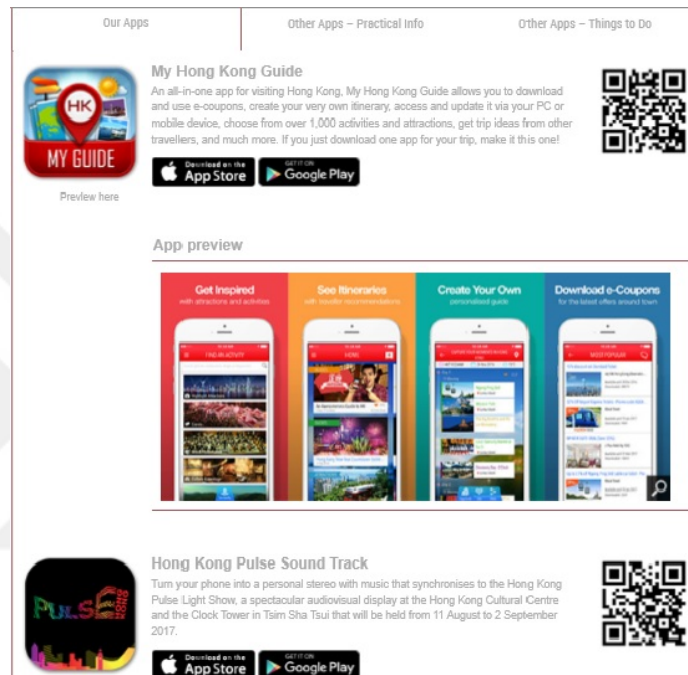 Our Apps
Other Apps – Practical Info
Other Apps – Things to Do
HK
MY GUIDE
Preview here
My Hong Kong Guide
An all-in-one app for visiting Hong Kong, My Hong Kong Guide allows you to download
and use e-coupons, create your very own itinerary, access and update it via your PC or
mobile device, choose from over 1,000 activities and attractions, get trip ideas from other
travellers, and much more. If you just download one app for your trip, make it this one!
Download on the
App Store
GET IT ON
Google Play
App preview
Get Inspired
with attractions and activities
See Itineraries
with traveller recommendations
Create Your Own
personalised guide
Download e-Coupons
for the latest offers around town
FIND AN ACTIVITY
HOME
MOST POPULAR
PULSE
HONG KONG
Hong Kong Pulse Sound Track
Turn your phone into a personal stereo with music that synchronises to the Hong Kong
Pulse Light Show, a spectacular audiovisual display at the Hong Kong Cultural Centre
and the Clock Tower in Tsim Sha Tsui that will be held from 11 August to 2 September
2017.
Download on the
App Store
GET IT ON
Google Play